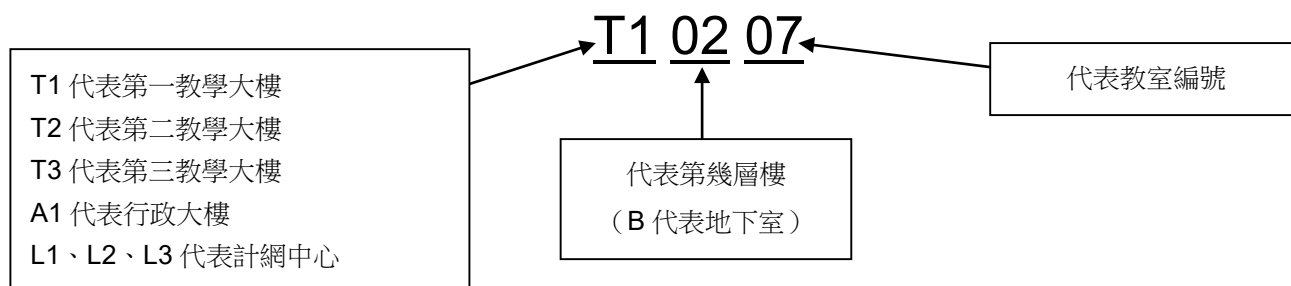 T1 02 07
T1 代表第一教學大樓
T2 代表第二教學大樓
T3 代表第三教學大樓
A1 代表行政大樓
L1、L2、L3 代表計網中心
代表第幾層樓
（B 代表地下室）
代表教室編號